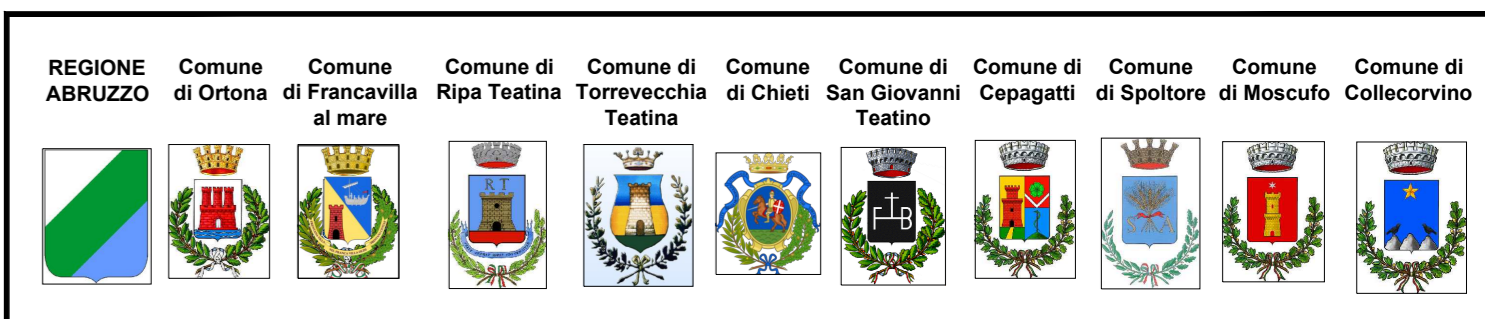 REGIONE
ABRUZZO
Comune
di Ortona
Comune
di Francavilla
al mare
Comune di
Ripa Teatina
Comune di
Torrevecchia
Teatina
Comune
di Chieti
Comune di
San Giovanni
Teatino
Comune di
Cepagatti
Comune
di Spoltore
Comune
di Moscufo
Comune di
Collecorvino
R T
F B
S A